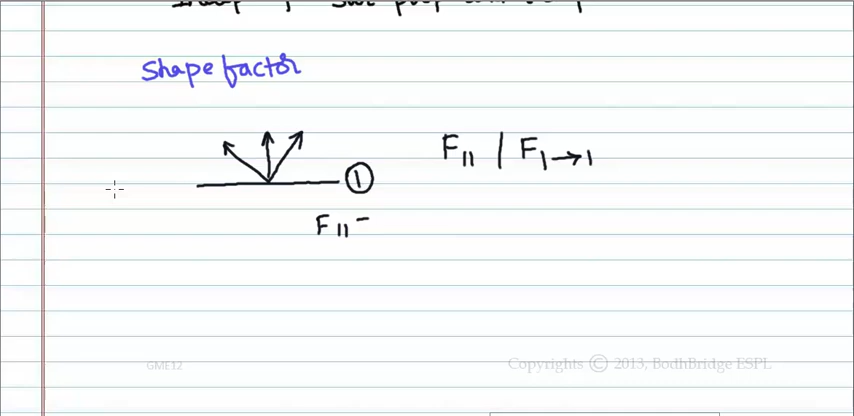 Shape factor
F₁₁ | F₁→₁
①
F₁₁ -
GME12
Copyrights © 2013, BodhBridge ESPL